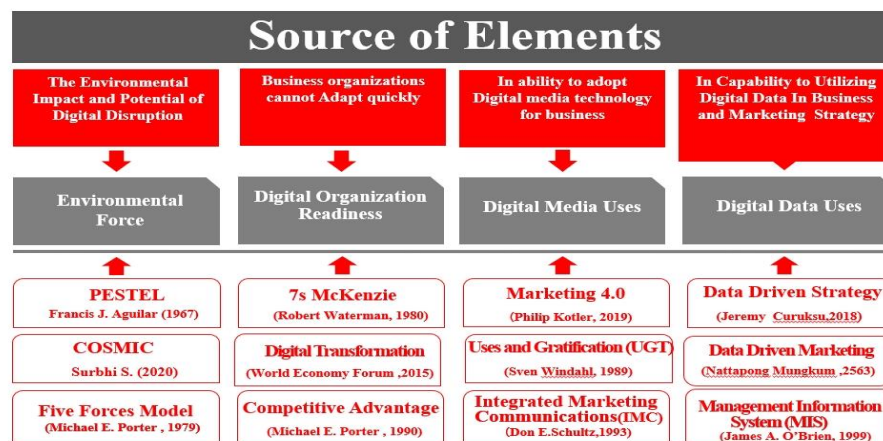 Source of Elements
The Environmental
Impact and Potential of
Digital Disruption
Business organizations
cannot Adapt quickly
In ability to adopt
Digital media technology
for business
In Capability to Utilizing
Digital Data In Business
and Marketing Strategy
Environmental
Force
Digital Organization
Readiness
Digital Media Uses
Digital Data Uses
PESTEL
Francis J. Aguilar (1967)
7s McKenzie
(Robert Waterman, 1980)
Marketing 4.0
(Philip Kotler, 2019)
Data Driven Strategy
(Jeremy Curuksu,2018)
COSMIC
Surbhi S. (2020)
Digital Transformation
(World Economy Forum ,2015)
Uses and Gratification (UGT)
(Sven Windahl, 1989)
Data Driven Marketing
(Nattapong Mungkum ,2563)
Five Forces Model
(Michael E. Porter , 1979)
Competitive Advantage
(Michael E. Porter , 1990)
Integrated Marketing
Communications(IMC)
(Don E.Schultz,1993)
Management Information
System (MIS)
(James A. O'Brien, 1999)